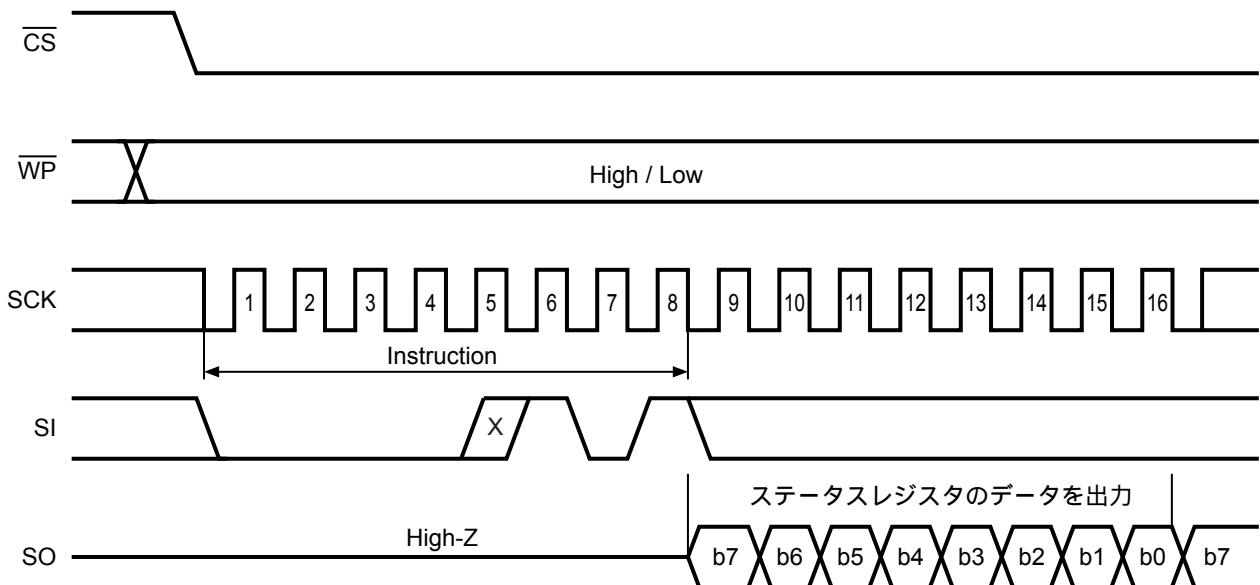 CS
WP
High / Low
SCK
1 2 3 4 5 6 7 8 9 10 11 12 13 14 15 16
Instruction
SI
X
ステータスレジスタのデータを出力
High-Z
SO
b7 b6 b5 b4 b3 b2 b1 b0 b7